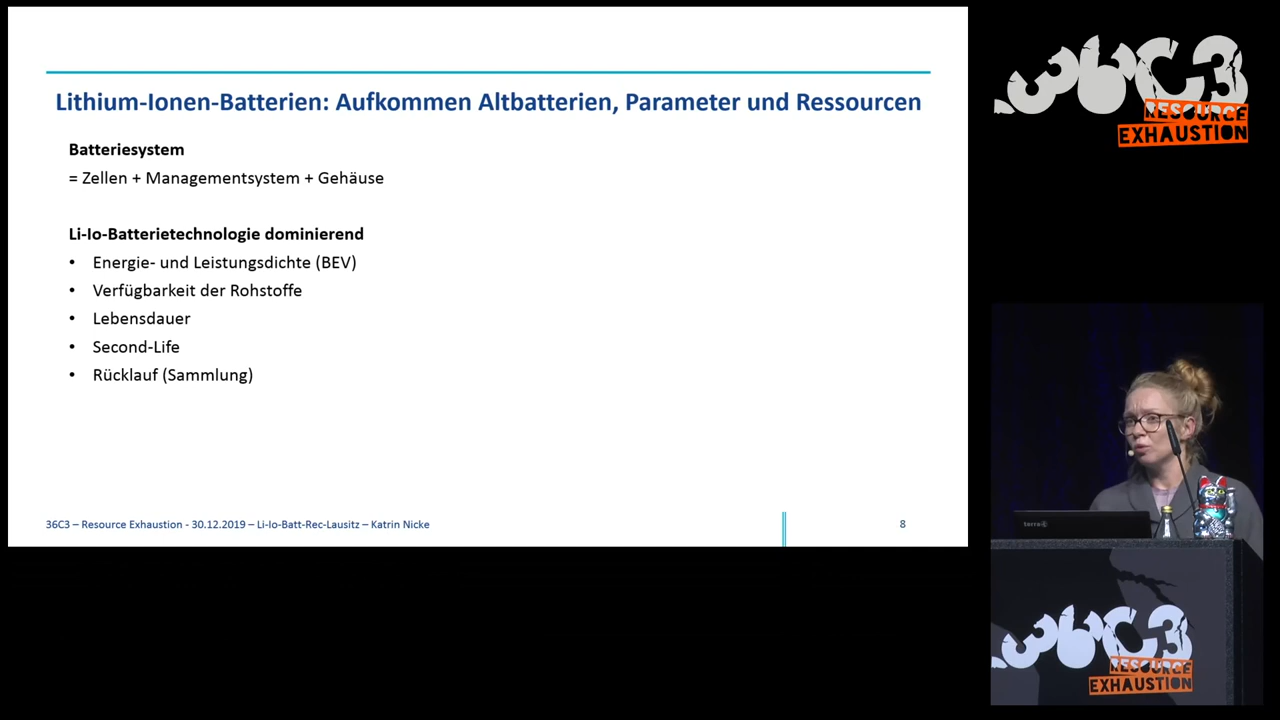 Lithium-Ionen-Batterien: Aufkommen Altbatterien, Parameter und Ressourcen
Batteriesystem
= Zellen + Managementsystem + Gehäuse
Li-Io-Batterietechnologie dominierend
• Energie- und Leistungsdichte (BEV)
• Verfügbarkeit der Rohstoffe
• Lebensdauer
• Second-Life
• Rücklauf (Sammlung)
36C3 – Resource Exhaustion - 30.12.2019 – Li-Io-Batt-Rec-Lausitz – Katrin Nicke
8
36C3
RESOURCE
EXHAUSTION
terra
36C3
RESOURCE
EXHAUSTION